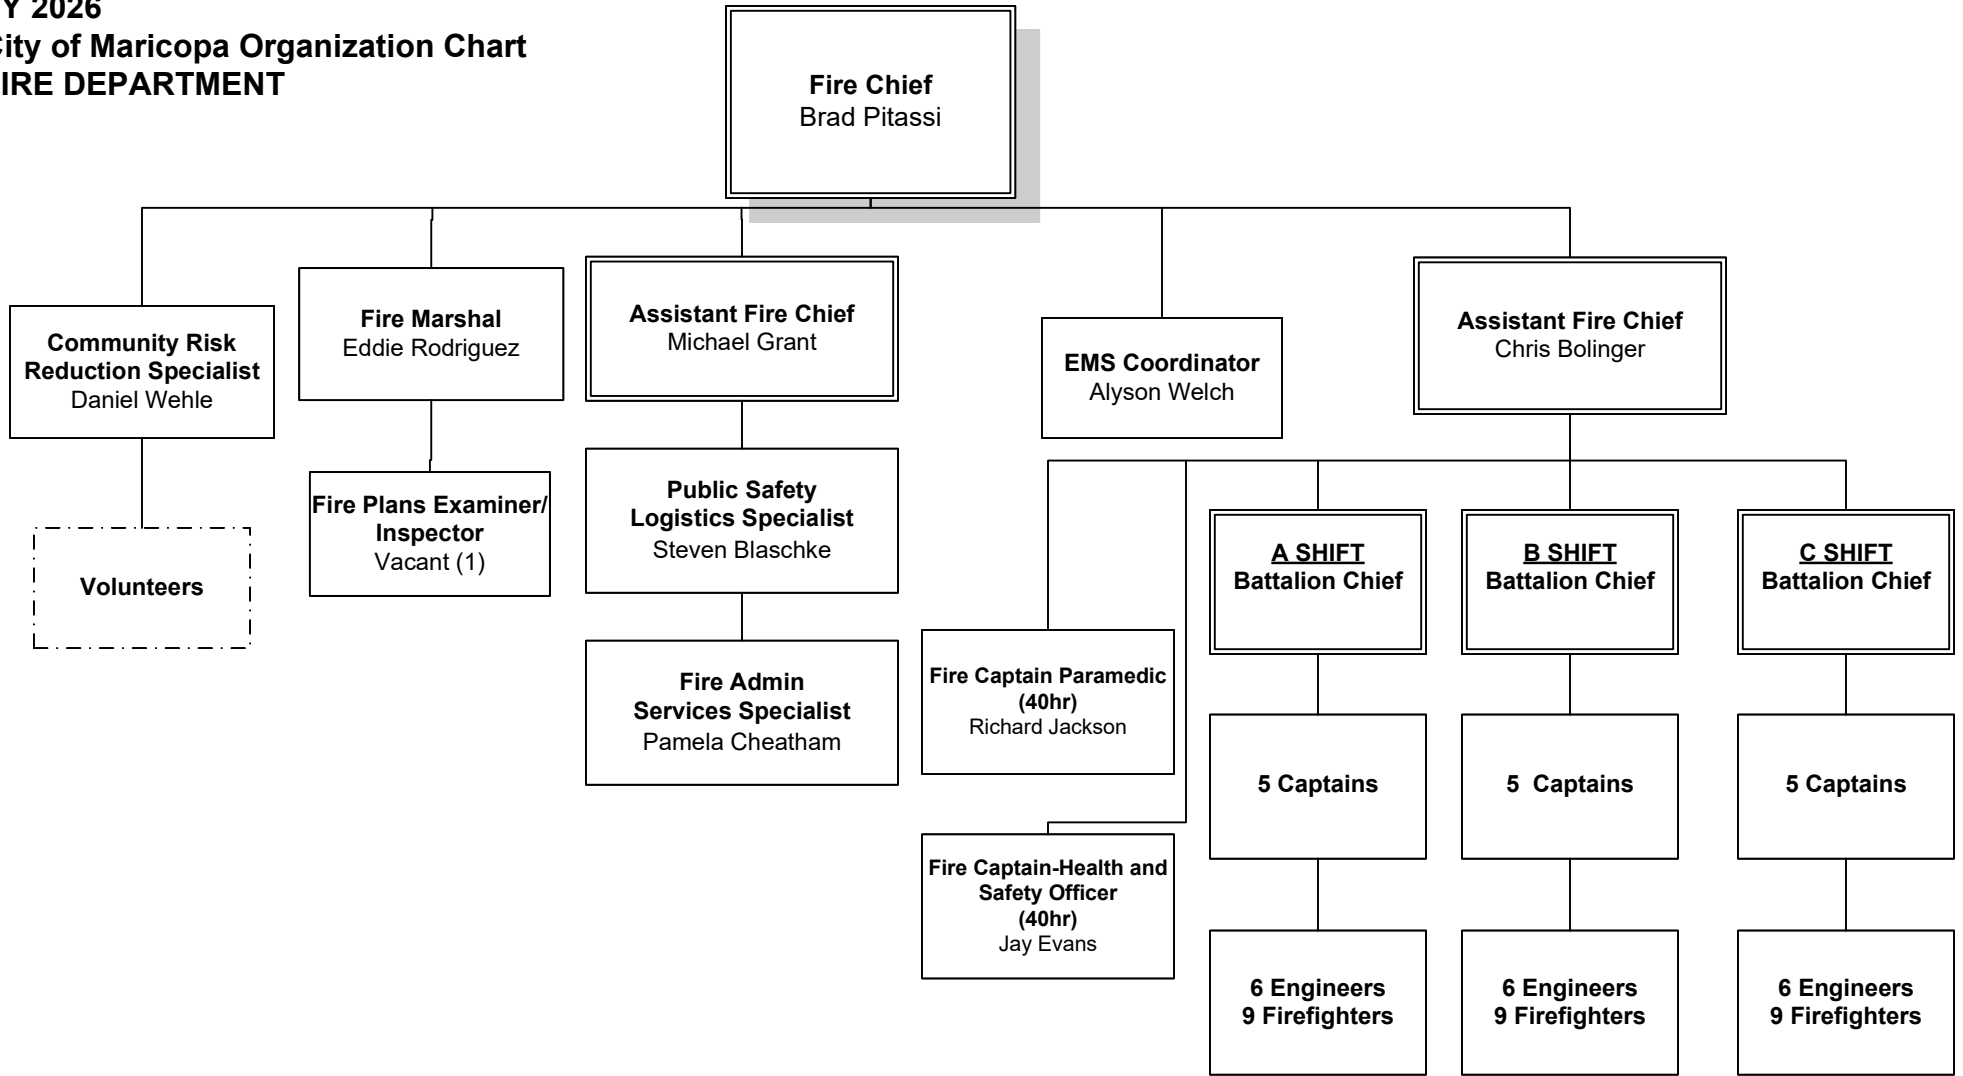 Y 2026
City of Maricopa Organization Chart
IRE DEPARTMENT
Fire Chief
Brad Pitassi
Community Risk
Reduction Specialist
Daniel Wehle
Fire Marshal
Eddie Rodriguez
Assistant Fire Chief
Michael Grant
EMS Coordinator
Alyson Welch
Assistant Fire Chief
Chris Bolinger
Volunteers
Fire Plans Examiner/
Inspector
Vacant (1)
Public Safety
Logistics Specialist
Steven Blaschke
Fire Admin
Services Specialist
Pamela Cheatham
Fire Captain Paramedic
(40hr)
Richard Jackson
Fire Captain-Health and
Safety Officer
(40hr)
Jay Evans
A SHIFT
Battalion Chief
5 Captains
6 Engineers
9 Firefighters
B SHIFT
Battalion Chief
5  Captains
6 Engineers
9 Firefighters
C SHIFT
Battalion Chief
5 Captains
6 Engineers
9 Firefighters